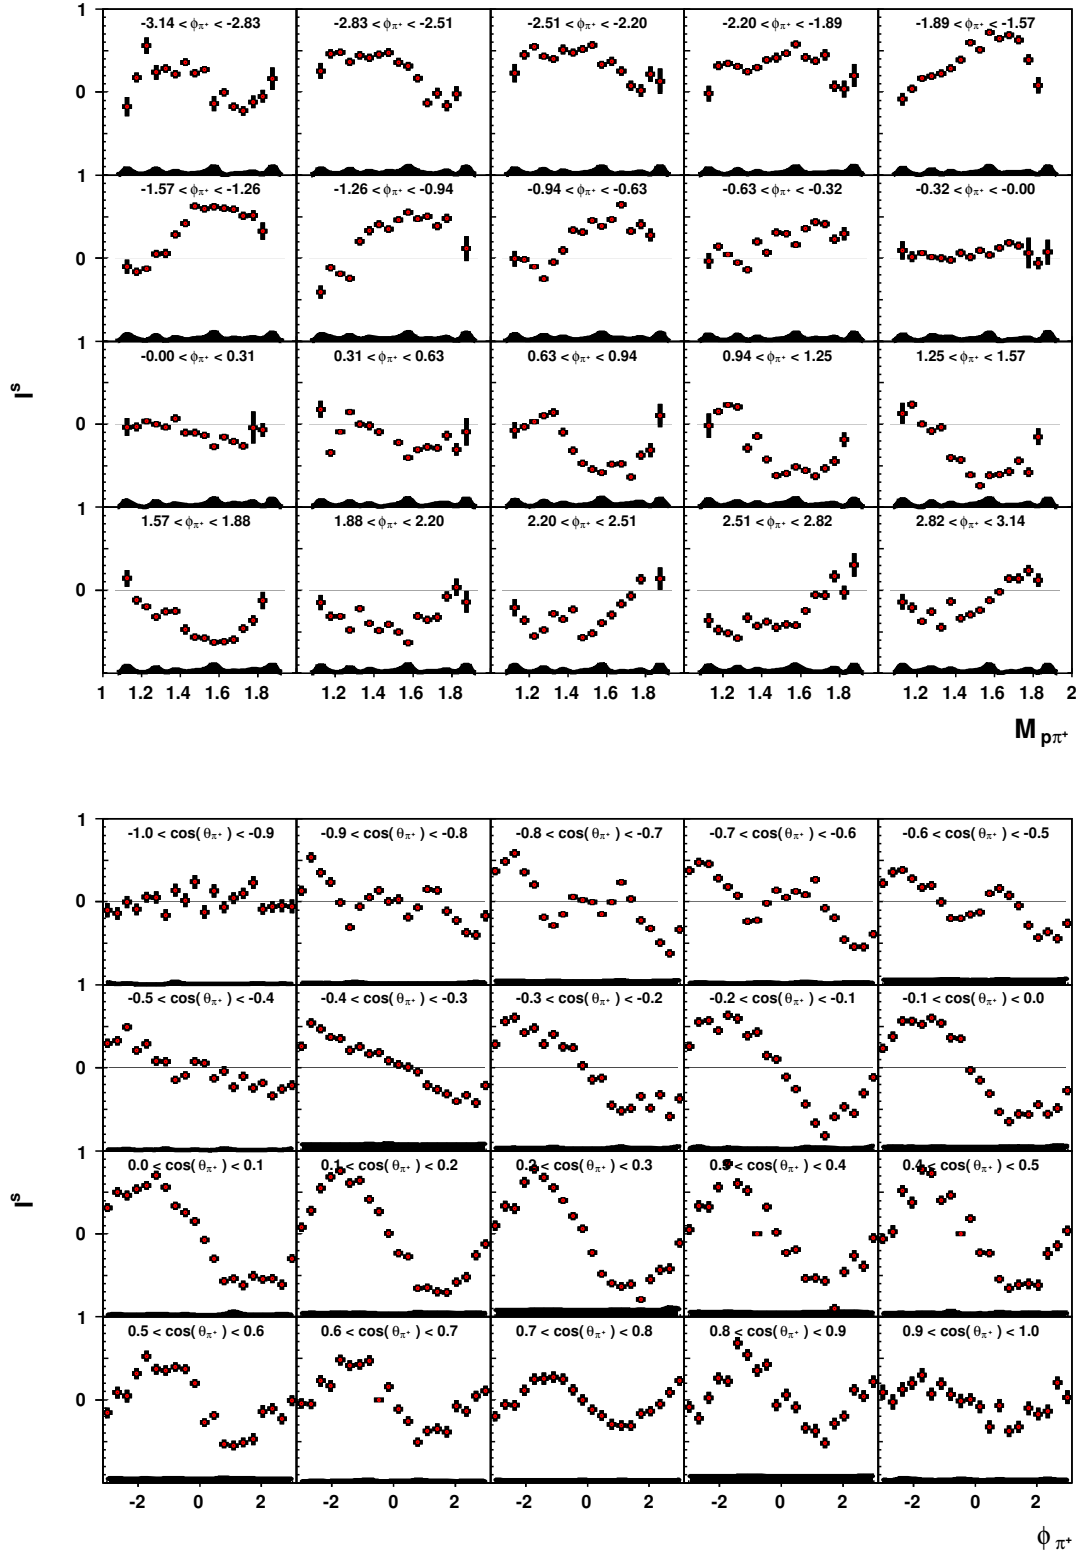 1
-3.14 < ϕπ⁺ < -2.83 -2.83 < ϕπ⁺ < -2.51 -2.51 < ϕπ⁺ < -2.20 -2.20 < ϕπ⁺ < -1.89 -1.89 < ϕπ⁺ < -1.57
0
1
-1.57 < ϕπ⁺ < -1.26 -1.26 < ϕπ⁺ < -0.94 -0.94 < ϕπ⁺ < -0.63 -0.63 < ϕπ⁺ < -0.32 -0.32 < ϕπ⁺ < -0.00
0
1
-0.00 < ϕπ⁺ < 0.31 0.31 < ϕπ⁺ < 0.63 0.63 < ϕπ⁺ < 0.94 0.94 < ϕπ⁺ < 1.25 1.25 < ϕπ⁺ < 1.57
Iˢ
0
1
1.57 < ϕπ⁺ < 1.88 1.88 < ϕπ⁺ < 2.20 2.20 < ϕπ⁺ < 2.51 2.51 < ϕπ⁺ < 2.82 2.82 < ϕπ⁺ < 3.14
0
1 1.2 1.4 1.6 1.8 1.2 1.4 1.6 1.8 1.2 1.4 1.6 1.8 1.2 1.4 1.6 1.8 1.2 1.4 1.6 1.8 2
M pπ⁺
1
-1.0 < cos( θπ⁺ ) < -0.9 -0.9 < cos( θπ⁺ ) < -0.8 -0.8 < cos( θπ⁺ ) < -0.7 -0.7 < cos( θπ⁺ ) < -0.6 -0.6 < cos( θπ⁺ ) < -0.5
0
1
-0.5 < cos( θπ⁺ ) < -0.4 -0.4 < cos( θπ⁺ ) < -0.3 -0.3 < cos( θπ⁺ ) < -0.2 -0.2 < cos( θπ⁺ ) < -0.1 -0.1 < cos( θπ⁺ ) < 0.0
0
1
0.0 < cos( θπ⁺ ) < 0.1 0.1 < cos( θπ⁺ ) < 0.2 0.2 < cos( θπ⁺ ) < 0.3 0.3 < cos( θπ⁺ ) < 0.4 0.4 < cos( θπ⁺ ) < 0.5
Iˢ
0
1
0.5 < cos( θπ⁺ ) < 0.6 0.6 < cos( θπ⁺ ) < 0.7 0.7 < cos( θπ⁺ ) < 0.8 0.8 < cos( θπ⁺ ) < 0.9 0.9 < cos( θπ⁺ ) < 1.0
0
-2 0 2 -2 0 2 -2 0 2 -2 0 2 -2 0 2
ϕ π⁺